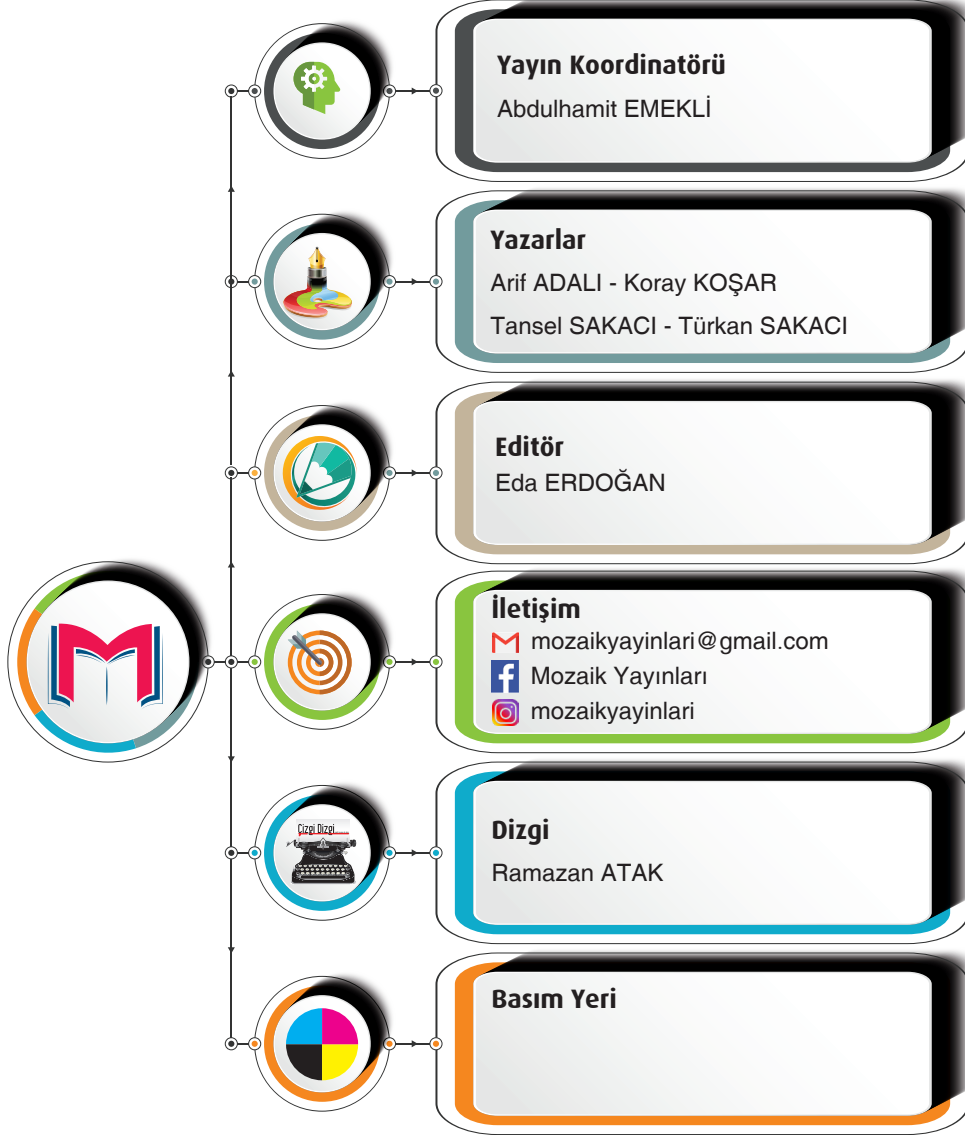 Yayın Koordinatörü
Abdulhamit EMEKLİ
Yazarlar
Arif ADALI - Koray KOŞAR
Tansel SAKACI - Türkan SAKACI
Editör
Eda ERDOĞAN
İletişim
mozaikyayinlari@gmail.com
Mozaik Yayınları
mozaikyayinlari
Çizgi Dizgi
Dizgi
Ramazan ATAK
Basım Yeri